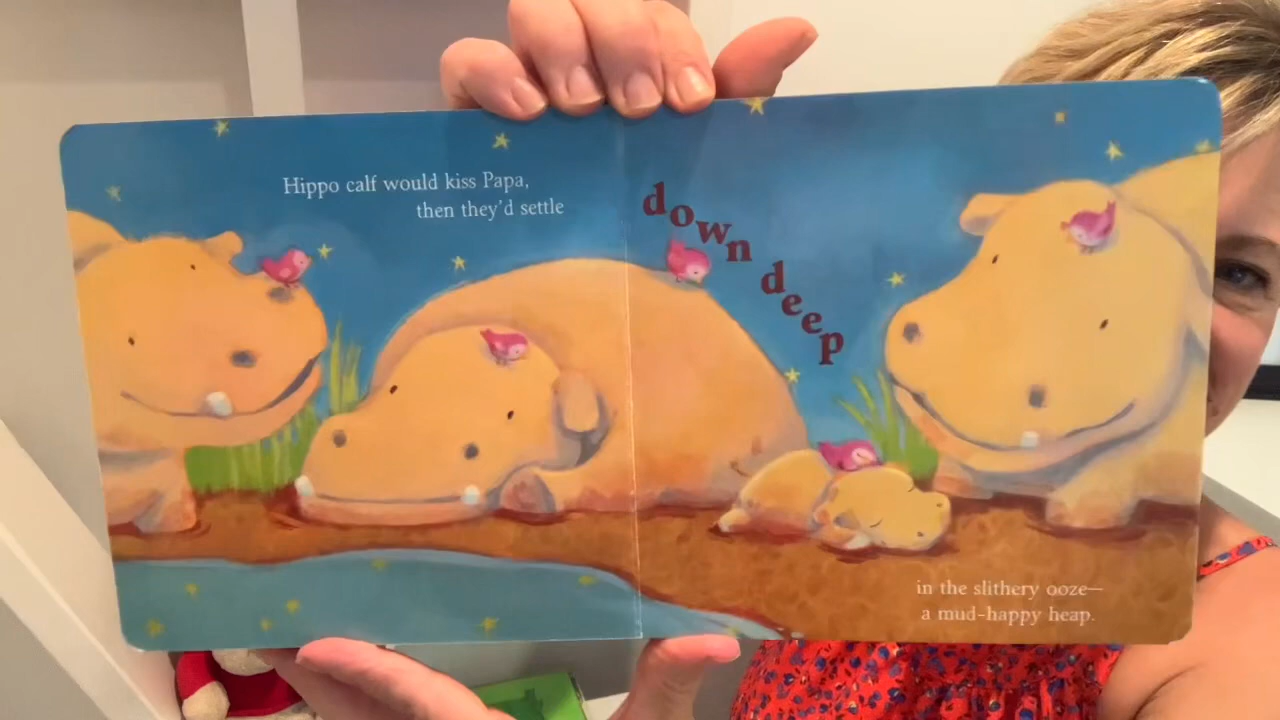 Hippo calf would kiss Papa,
then they'd settle
down deep
in the slithery ooze—
a mud-happy heap.